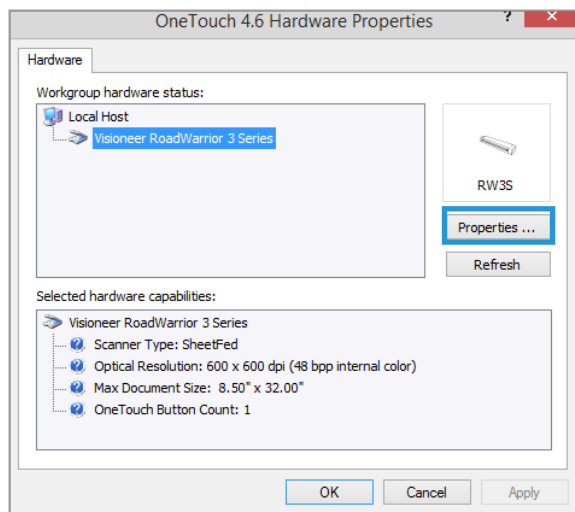 OneTouch 4.6 Hardware Properties
?
Hardware
Workgroup hardware status:
Local Host
Visioneer RoadWarrior 3 Series
RW3S
Properties ...
Refresh
Selected hardware capabilities:
Visioneer RoadWarrior 3 Series
Scanner Type: SheetFed
Optical Resolution: 600 x 600 dpi (48 bpp internal color)
Max Document Size: 8.50" x 32.00"
OneTouch Button Count: 1
OK
Cancel
Apply